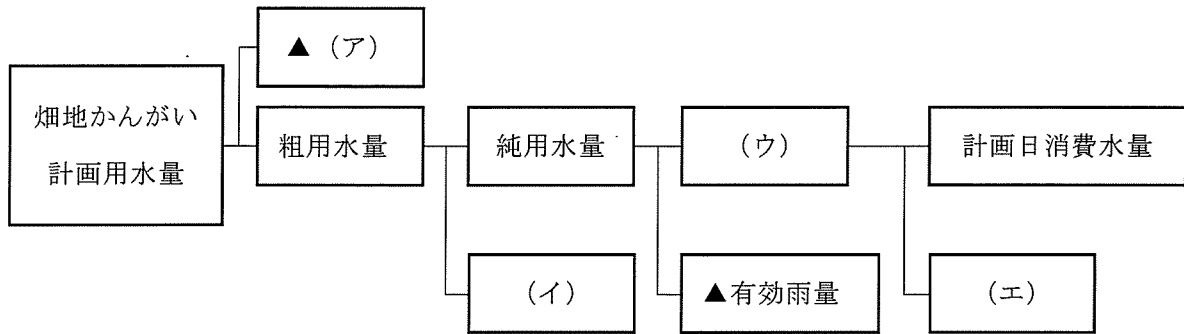 ▲(ア)
畑地かんがい
計画用水量
粗用水量
純用水量
(ウ)
計画日消費水量
(イ)
▲有効雨量
(エ)